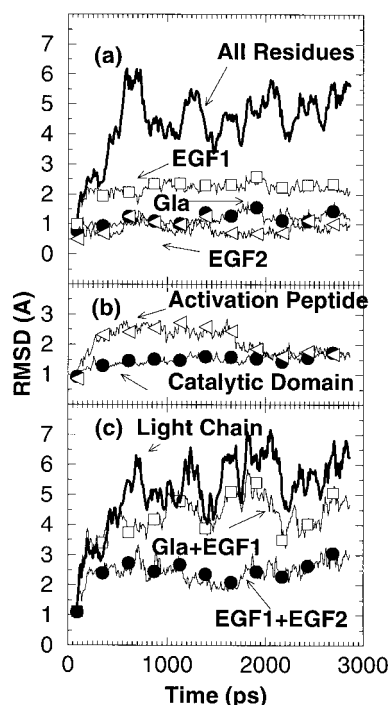 (a)
All Residues
EGF1
Gla
EGF2
6
5
4
3
2
1
0
(b)
Activation Peptide
Catalytic Domain
3
2
1
RMSD (A)
(c)
Light Chain
Gla+EGF1
EGF1+EGF2
7
6
5
4
3
2
1
0
0 1000 2000 3000
Time (ps)